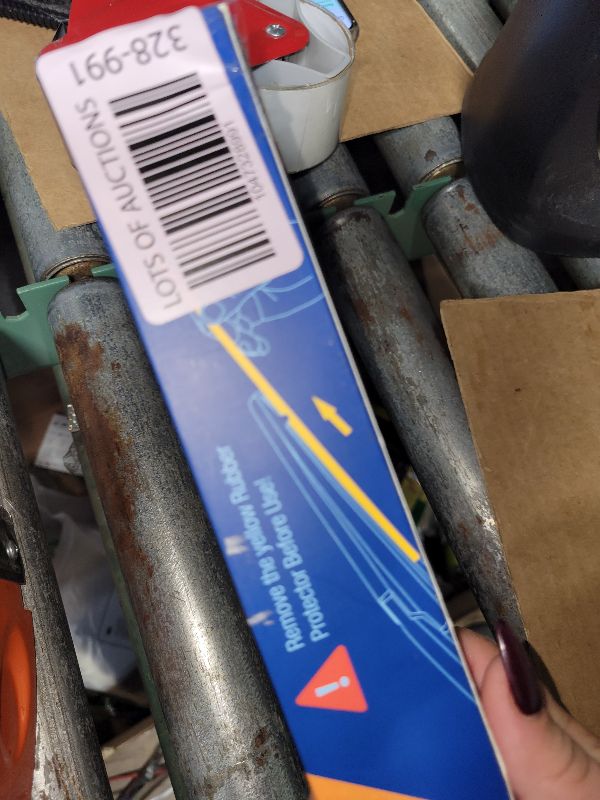 328-991
LOTS OF AUCTIONS
Remove the yellow Rubber
Protector Before Use!